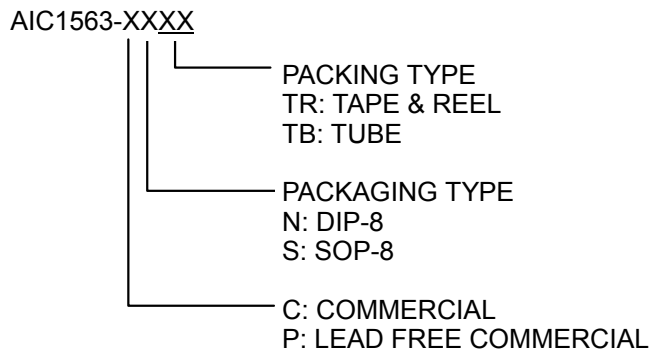 AIC1563-XXXX
PACKING TYPE
TR: TAPE & REEL
TB: TUBE
PACKAGING TYPE
N: DIP-8
S: SOP-8
C: COMMERCIAL
P: LEAD FREE COMMERCIAL